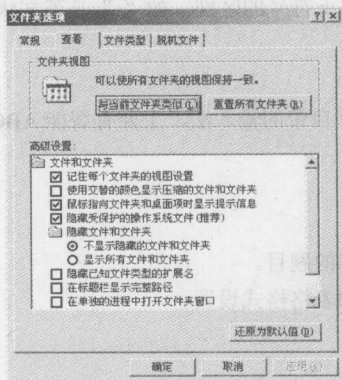 文件夹选项
常规 查看 文件类型 脱机文件
文件夹视图
可以使所有文件夹的视图保持一致。
与当前文件夹类似(L) 重置所有文件夹(R)
高级设置:
文件和文件夹
记住每个文件夹的视图设置
使用交替的颜色显示压缩的文件和文件夹
鼠标指向文件夹和桌面项时显示提示信息
隐藏受保护的操作系统文件(推荐)
隐藏文件和文件夹
不显示隐藏的文件和文件夹
显示所有文件和文件夹
隐藏已知文件类型的扩展名
在标题栏显示完整路径
在单独的进程中打开文件夹窗口
还原为默认值(D)
确定 取消 应用(A)